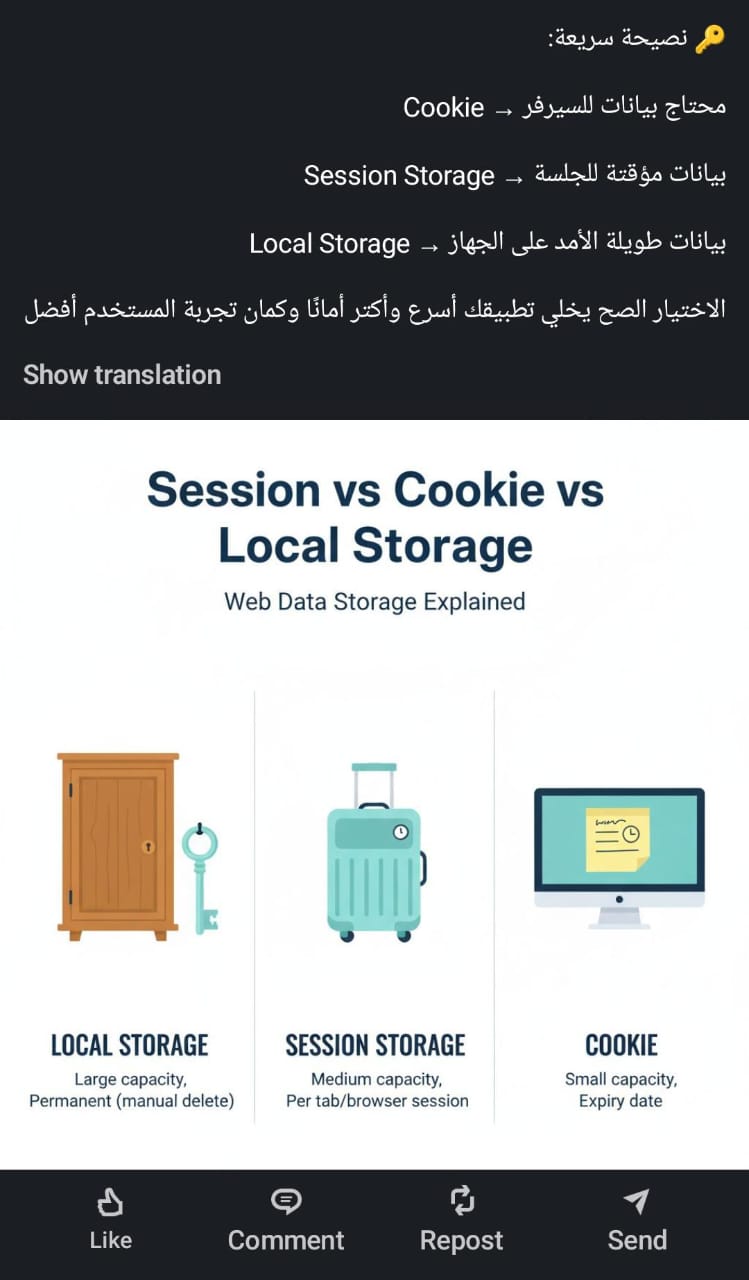 🔑 نصيحة سريعة:
محتاج بيانات للسيرفر → Cookie
بيانات مؤقتة للجلسة → Session Storage
بيانات طويلة الأمد على الجهاز → Local Storage
الاختيار الصح يخلي تطبيقك أسرع وأكتر أمانًا وكمان تجربة المستخدم أفضل
Show translation
Session vs Cookie vs
Local Storage
Web Data Storage Explained
LOCAL STORAGE
Large capacity,
Permanent (manual delete)
SESSION STORAGE
Medium capacity,
Per tab/browser session
COOKIE
Small capacity,
Expiry date
Like
Comment
Repost
Send